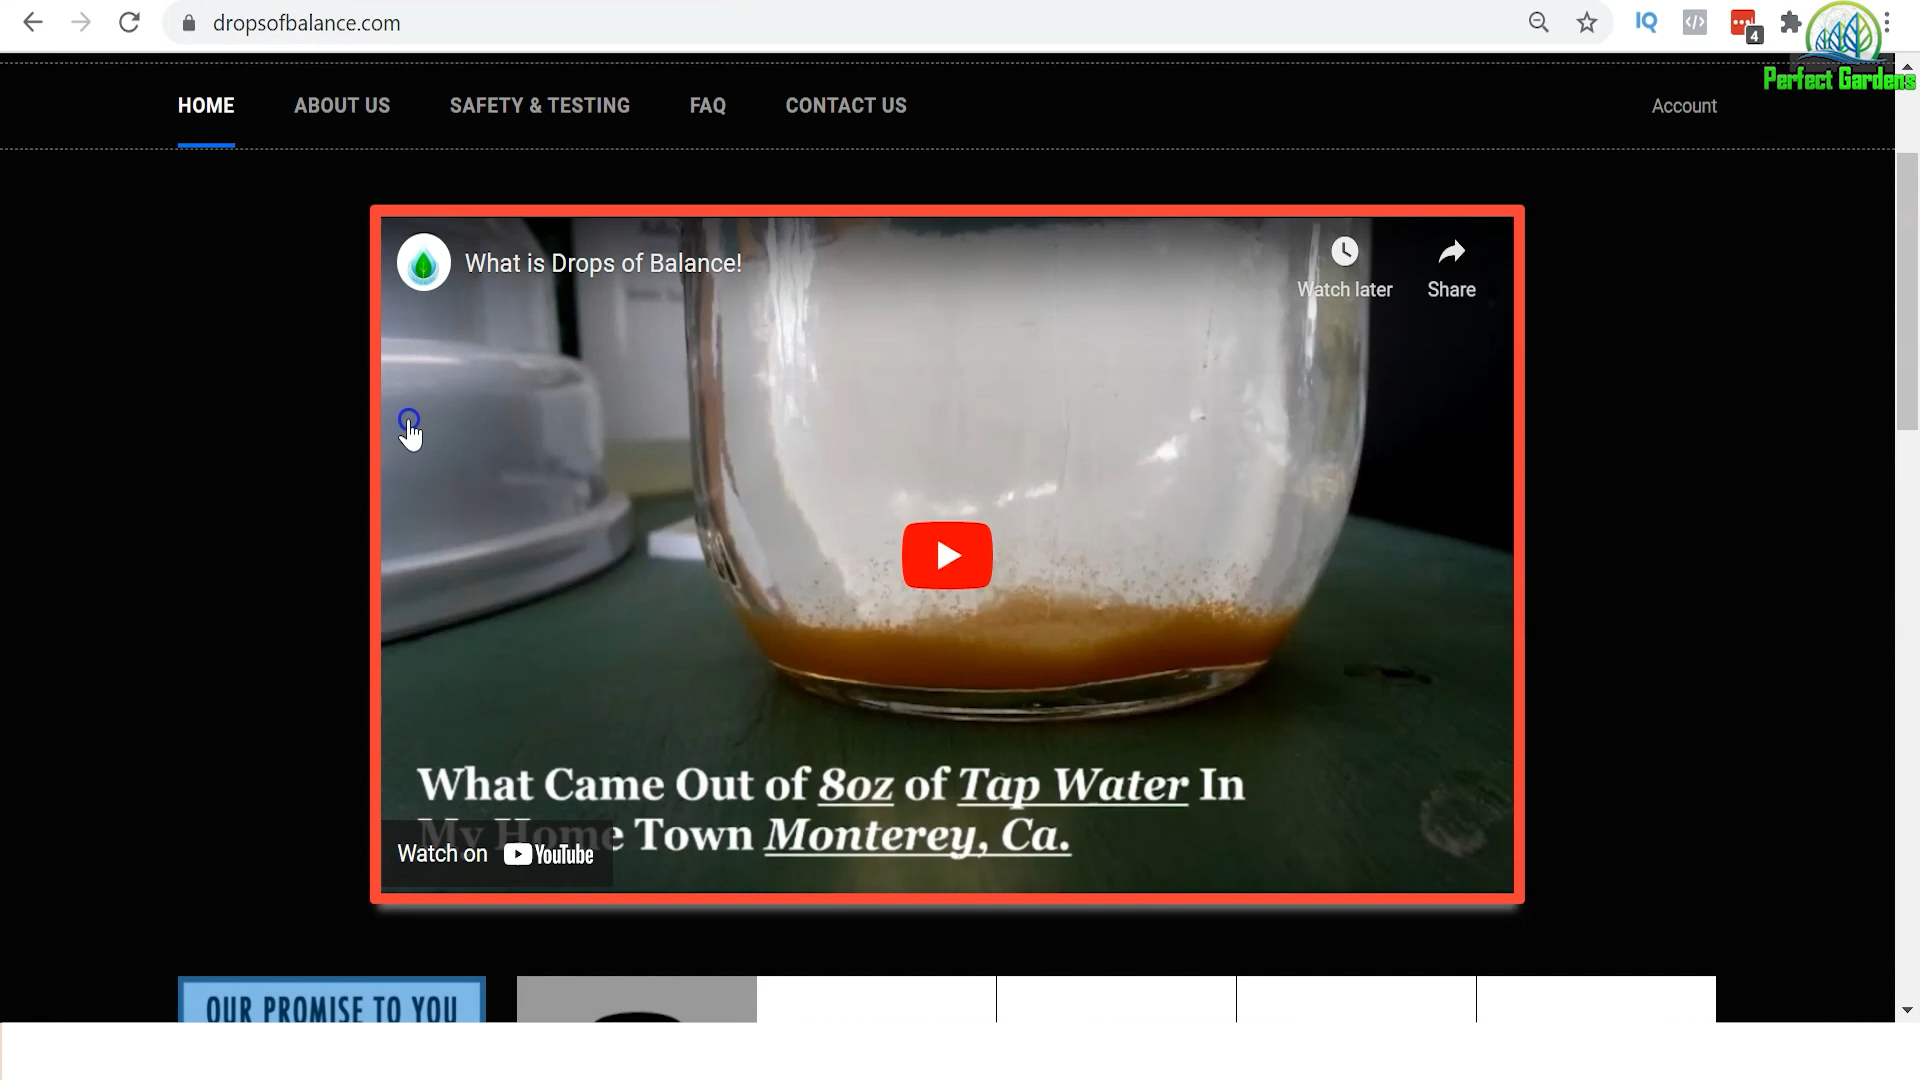 dropsofbalance.com
IQ
4
Perfect Gardens
HOME
ABOUT US
SAFETY & TESTING
FAQ
CONTACT US
Account
What is Drops of Balance!
Watch later
Share
What Came Out of 8oz of Tap Water In
My Home Town Monterey, Ca.
Watch on YouTube
OUR PROMISE TO YOU